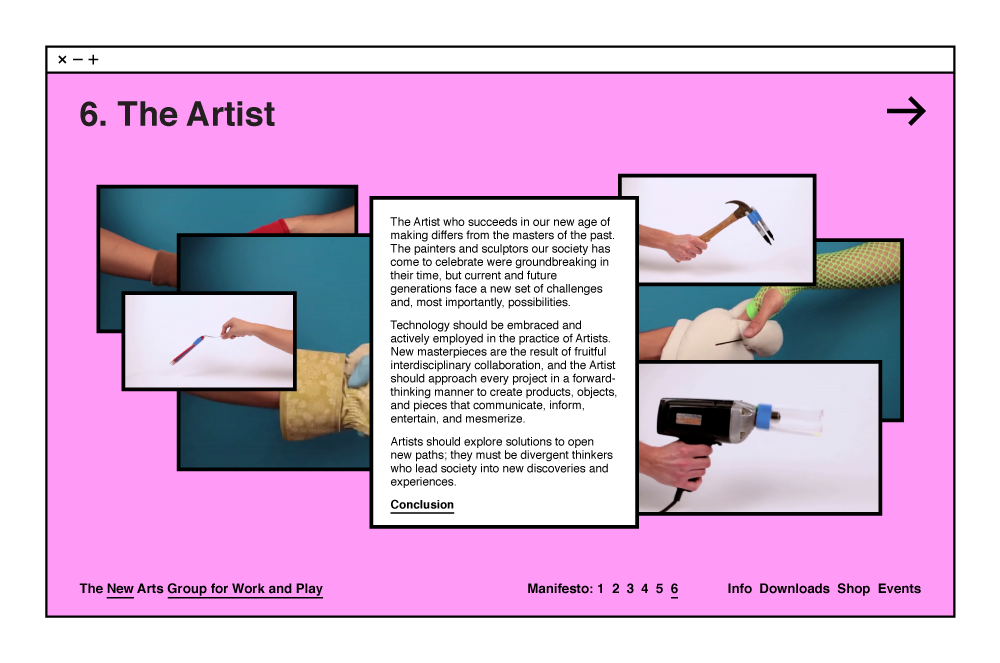 6. The Artist
The Artist who succeeds in our new age of
making differs from the masters of the past.
The painters and sculptors our society has
come to celebrate were groundbreaking in
their time, but current and future
generations face a new set of challenges
and, most importantly, possibilities.
Technology should be embraced and
actively employed in the practice of Artists.
New masterpieces are the result of fruitful
interdisciplinary collaboration, and the Artist
should approach every project in a forward-
thinking manner to create products, objects,
and pieces that communicate, inform,
entertain, and mesmerize.
Artists should explore solutions to open
new paths; they must be divergent thinkers
who lead society into new discoveries and
experiences.
Conclusion
The New Arts Group for Work and Play
Manifesto: 1 2 3 4 5 6
Info Downloads Shop Events